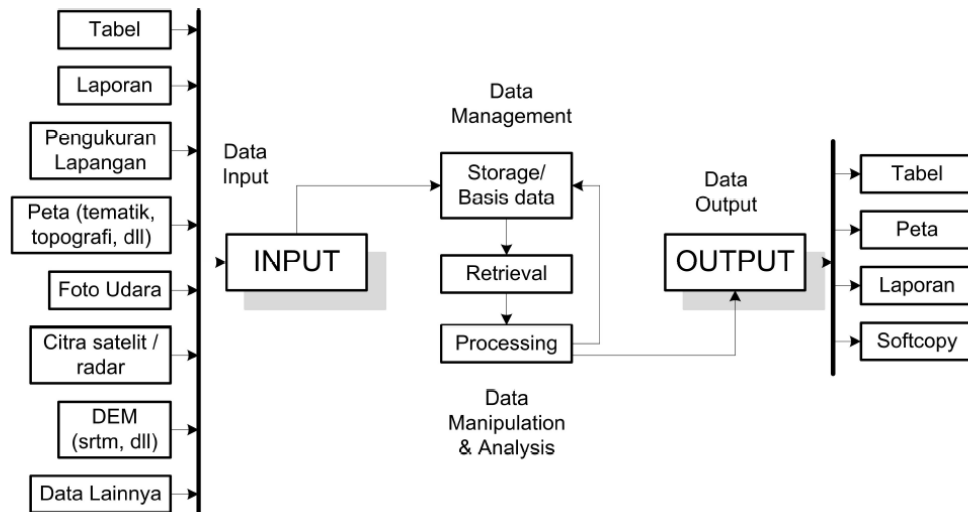 Tabel
Laporan
Pengukuran
Lapangan
Peta (tematik,
topografi, dll)
Foto Udara
Citra satelit /
radar
DEM
(srtm, dll)
Data Lainnya
Data
Input
INPUT
Data
Management
Storage/
Basis data
Retrieval
Processing
Data
Manipulation
& Analysis
Data
Output
OUTPUT
Tabel
Peta
Laporan
Softcopy